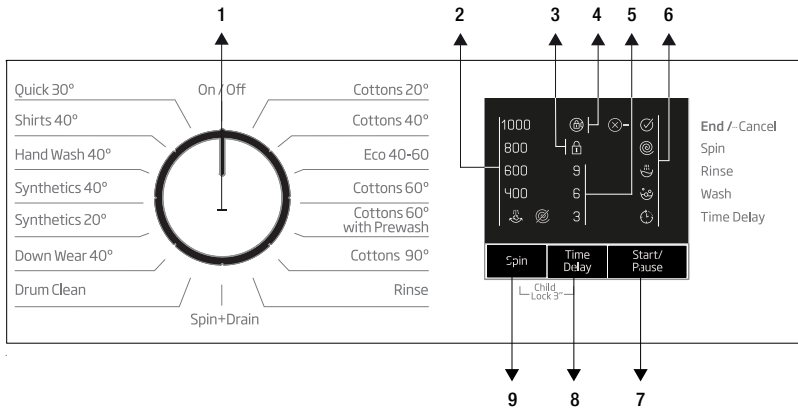 1
2
3
4
5
6
Quick 30°
On / Off
Cottons 20°
Shirts 40°
Cottons 40°
Hand Wash 40°
Eco 40-60
Synthetics 40°
Cottons 60°
Synthetics 20°
Cottons 60°
with Prewash
Down Wear 40°
Cottons 90°
Drum Clean
Rinse
Spin+Drain
1000
800
600
400
9
6
3
End /--Cancel
Spin
Rinse
Wash
Time Delay
Spin
Time
Delay
Start/
Pause
Child
Lock 3"
9
8
7